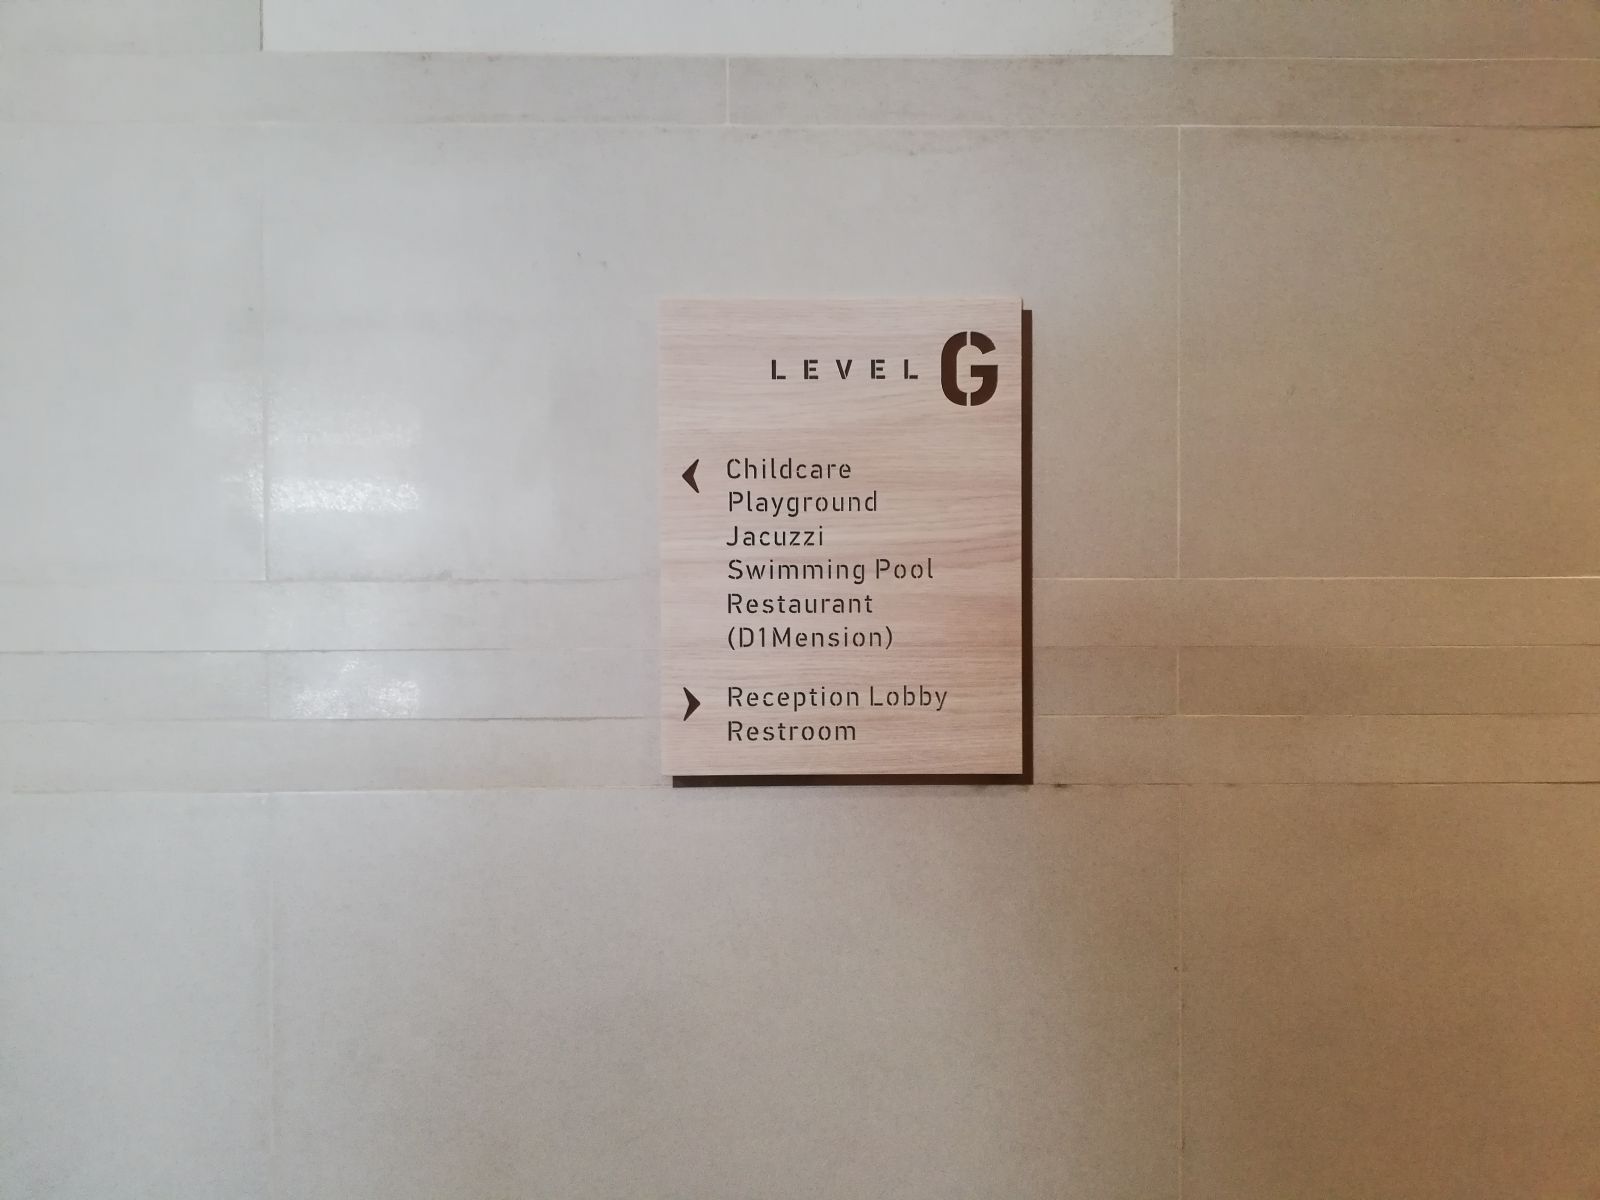 LEVEL G
Childcare
Playground
Jacuzzi
Swimming Pool
Restaurant
(D1Mension)
Reception Lobby
Restroom